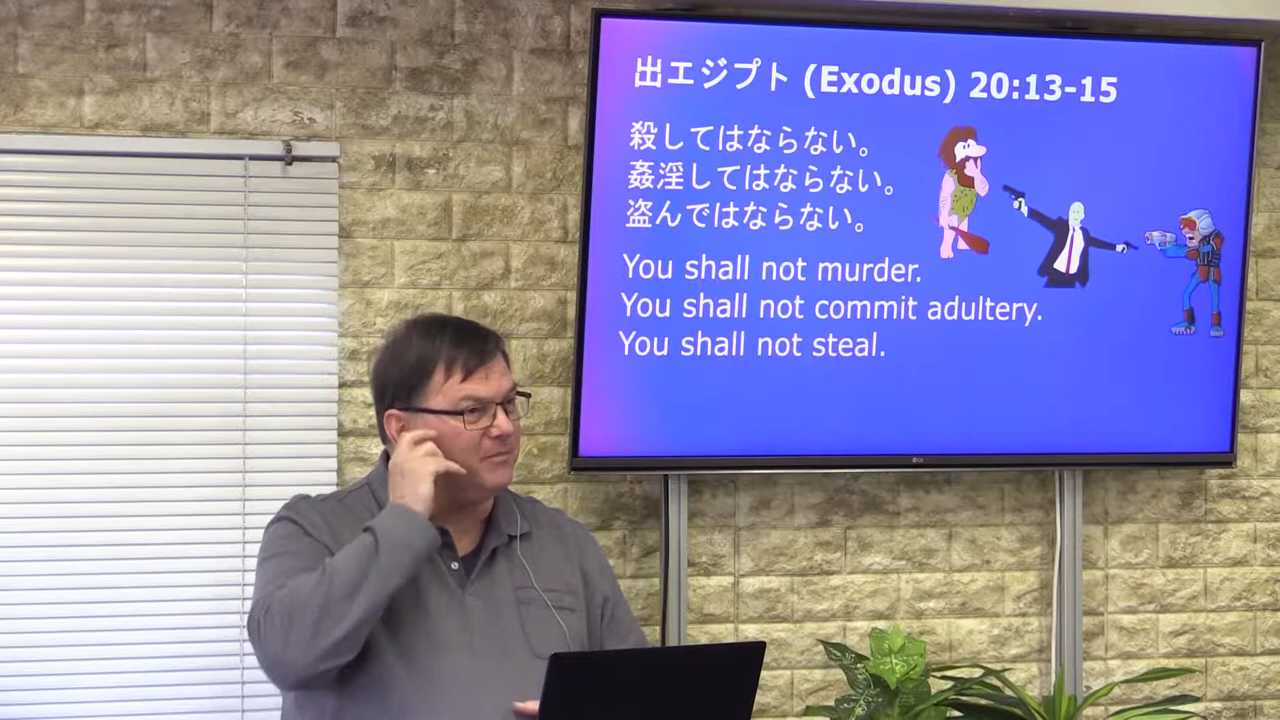 出エジプト (Exodus) 20:13-15
殺してはならない。
姦淫してはならない。
盗んではならない。
You shall not murder.
You shall not commit adultery.
You shall not steal.
LG